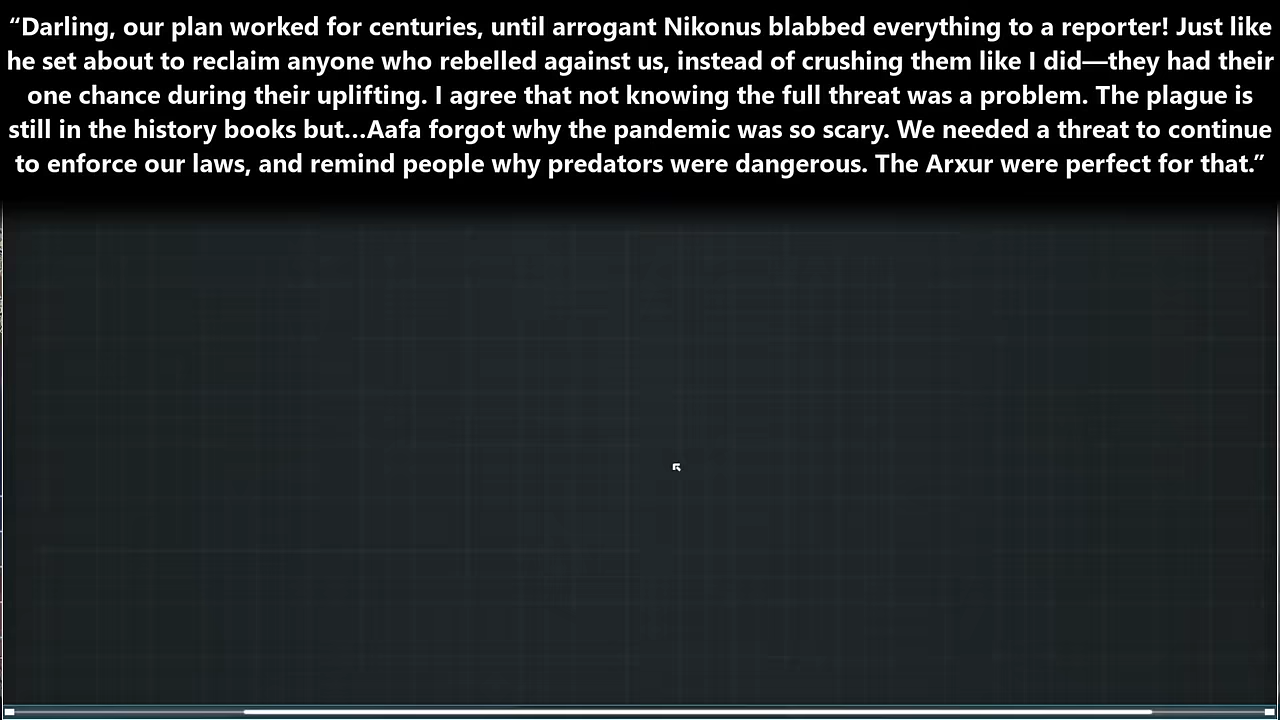 “Darling, our plan worked for centuries, until arrogant Nikonus blabbed everything to a reporter! Just like
he set about to reclaim anyone who rebelled against us, instead of crushing them like I did—they had their
one chance during their uplifting. I agree that not knowing the full threat was a problem. The plague is
still in the history books but…Aafa forgot why the pandemic was so scary. We needed a threat to continue
to enforce our laws, and remind people why predators were dangerous. The Arxur were perfect for that.”